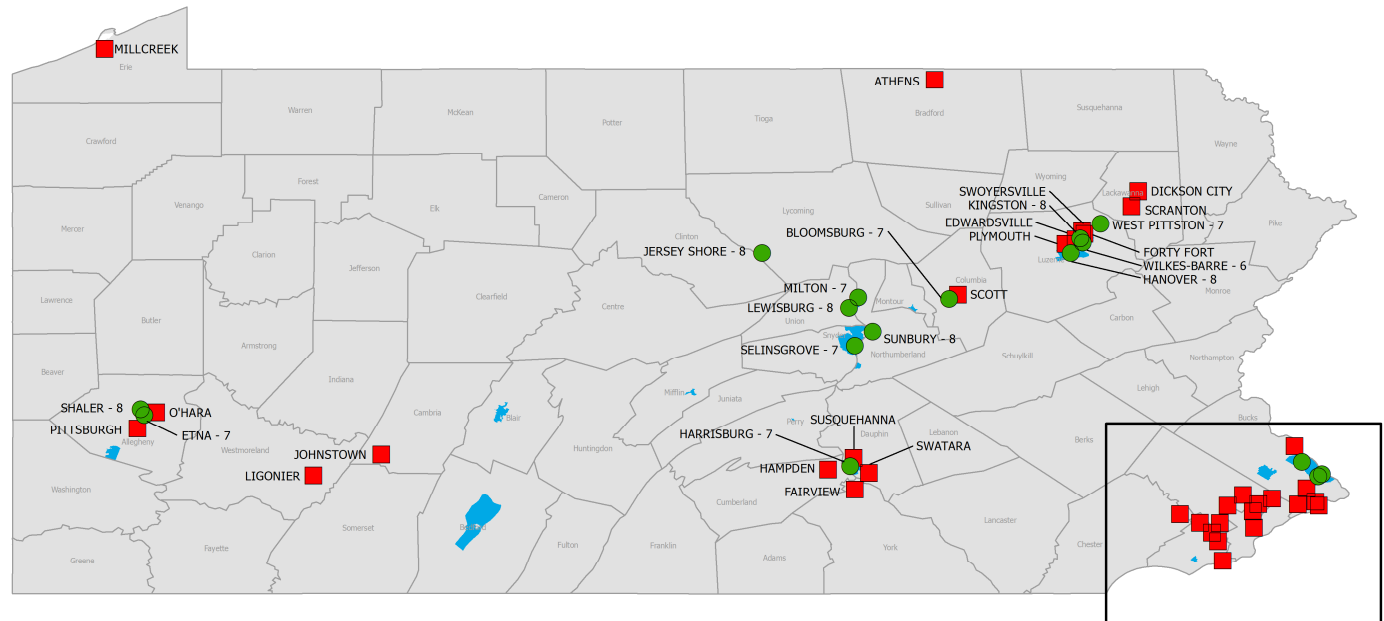 MILLCREEK
Erie
ATHENS
Warren
McKean
Potter
Tioga
Bradford
Susquehanna
Crawford
Wayne
Wyoming
Forest
SWOYERSVILLE
Lackawanna
DICKSON CITY
Venango
Cameron
KINGSTON - 8
Elk
Lycoming
Sullivan
SCRANTON
EDWARDSVILLE
WEST PITTSTON - 7
Mercer
Clinton
BLOOMSBURG - 7
PLYMOUTH
Pike
JERSEY SHORE - 8
FORTY FORT
Clarion
Luzerne
WILKES-BARRE - 6
Jefferson
HANOVER - 8
Columbia
MILTON - 7
Monroe
Lawrence
Clearfield
SCOTT
Montour
LEWISBURG - 8
Centre
Butler
Union
Carbon
Snyder
SUNBURY - 8
Armstrong
SELINSGROVE - 7
Northumberland
Schuylkill
Northampton
Beaver
Indiana
Lehigh
Mifflin
Juniata
SHALER - 8
O'HARA
Cambria
Blair
Bucks
PITTSBURGH
ETNA - 7
Perry
SUSQUEHANNA
Allegheny
HARRISBURG - 7
Dauphin
Lebanon
Berks
Westmoreland
Huntingdon
SWATARA
JOHNSTOWN
HAMPDEN
LIGONIER
Washington
FAIRVIEW
Cumberland
Somerset
Bedford
Lancaster
Fayette
Fulton
Franklin
York
Chester
Greene
Adams